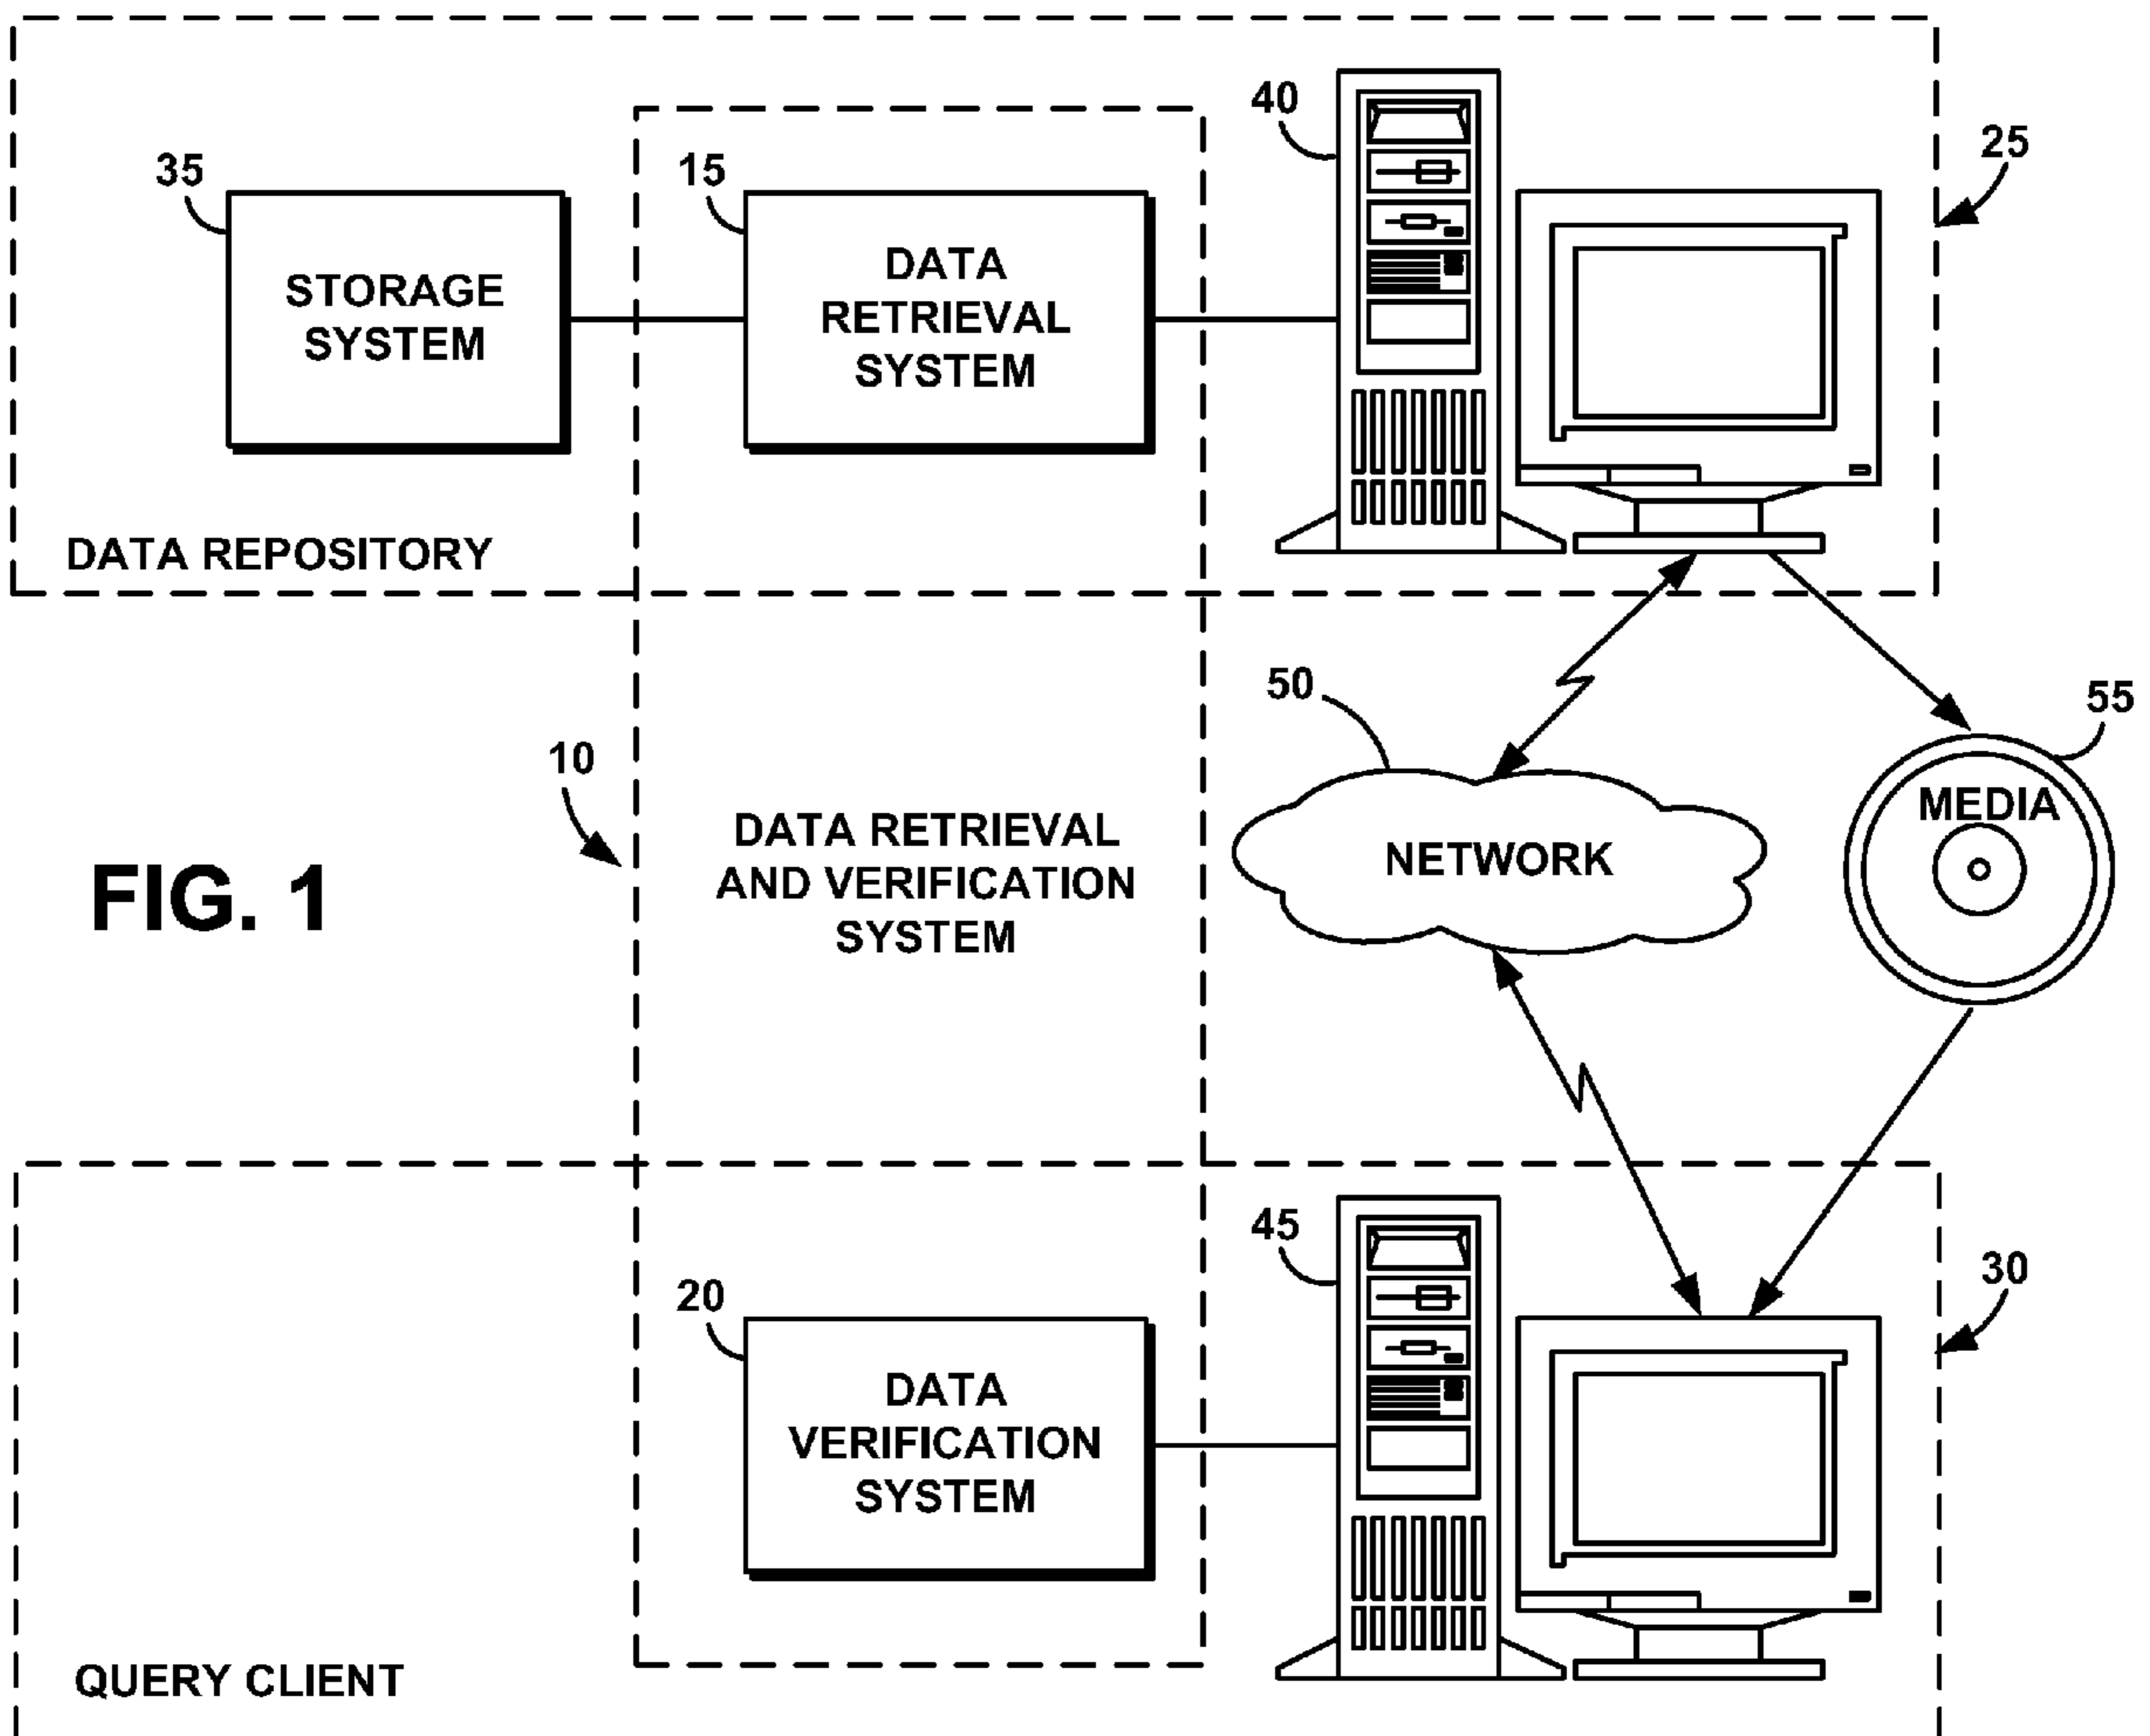 40
25
35
15
STORAGE
SYSTEM
DATA
RETRIEVAL
SYSTEM
DATA REPOSITORY
50
55
10
MEDIA
DATA RETRIEVAL
AND VERIFICATION
SYSTEM
NETWORK
FIG. 1
45
30
20
DATA
VERIFICATION
SYSTEM
QUERY CLIENT